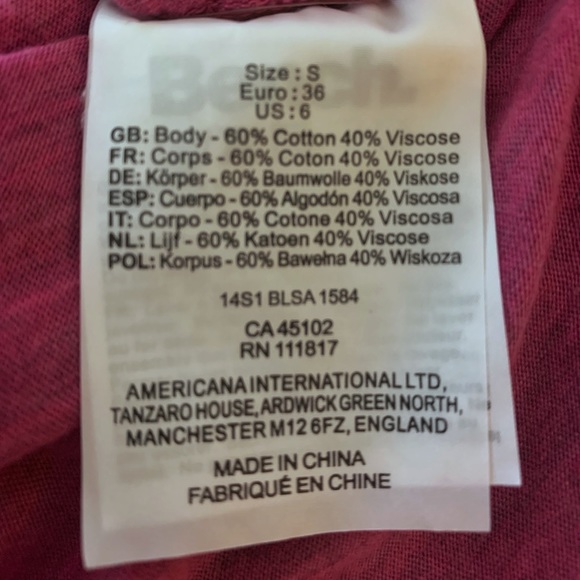 Size : S
Euro : 36
US : 6
GB: Body - 60% Cotton 40% Viscose
FR: Corps - 60% Coton 40% Viscose
DE: Körper - 60% Baumwolle 40% Viskose
ESP: Cuerpo - 60% Algodón 40% Viscosa
IT: Corpo - 60% Cotone 40% Viscosa
NL: Lijf - 60% Katoen 40% Viscose
POL: Korpus - 60% Bawełna 40% Wiskoza
14S1 BLSA 1584
CA 45102
RN 111817
AMERICANA INTERNATIONAL LTD,
TANZARO HOUSE, ARDWICK GREEN NORTH,
MANCHESTER M12 6FZ, ENGLAND
MADE IN CHINA
FABRIQUÉ EN CHINE